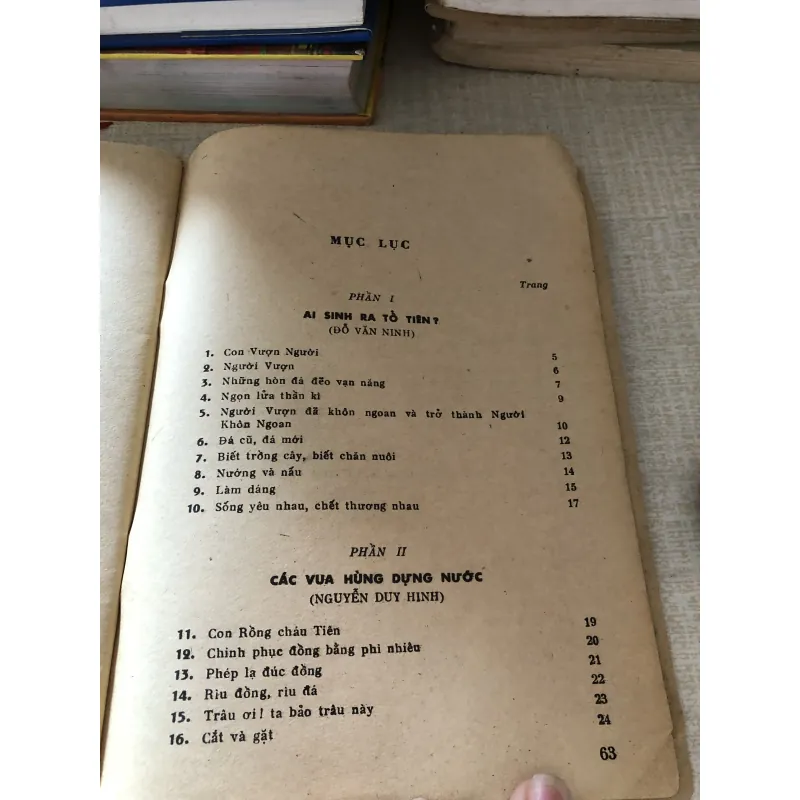 MỤC LỤC
Trang
PHẦN I
AI SINH RA TỔ TIÊN?
(ĐỖ VĂN NINH)
1. Con Vượn Người 5
2. Người Vượn 6
3. Những hòn đá đẽo vạn năng 7
4. Ngọn lửa thần kì 9
5. Người Vượn đã khôn ngoan và trở thành Người
Khôn Ngoan 10
6. Đá cũ, đá mới 12
7. Biết trồng cây, biết chăn nuôi 13
8. Nướng và nấu 14
9. Làm dáng 15
10. Sống yêu nhau, chết thương nhau 17
PHẦN II
CÁC VUA HÙNG DỰNG NƯỚC
(NGUYỄN DUY HINH)
11. Con Rồng cháu Tiên 19
12. Chinh phục đồng bằng phì nhiêu 20
13. Phép lạ đúc đồng 21
14. Rìu đồng, rìu đá 22
15. Trâu ơi! ta bảo trâu này 23
16. Cắt và gặt 24
63